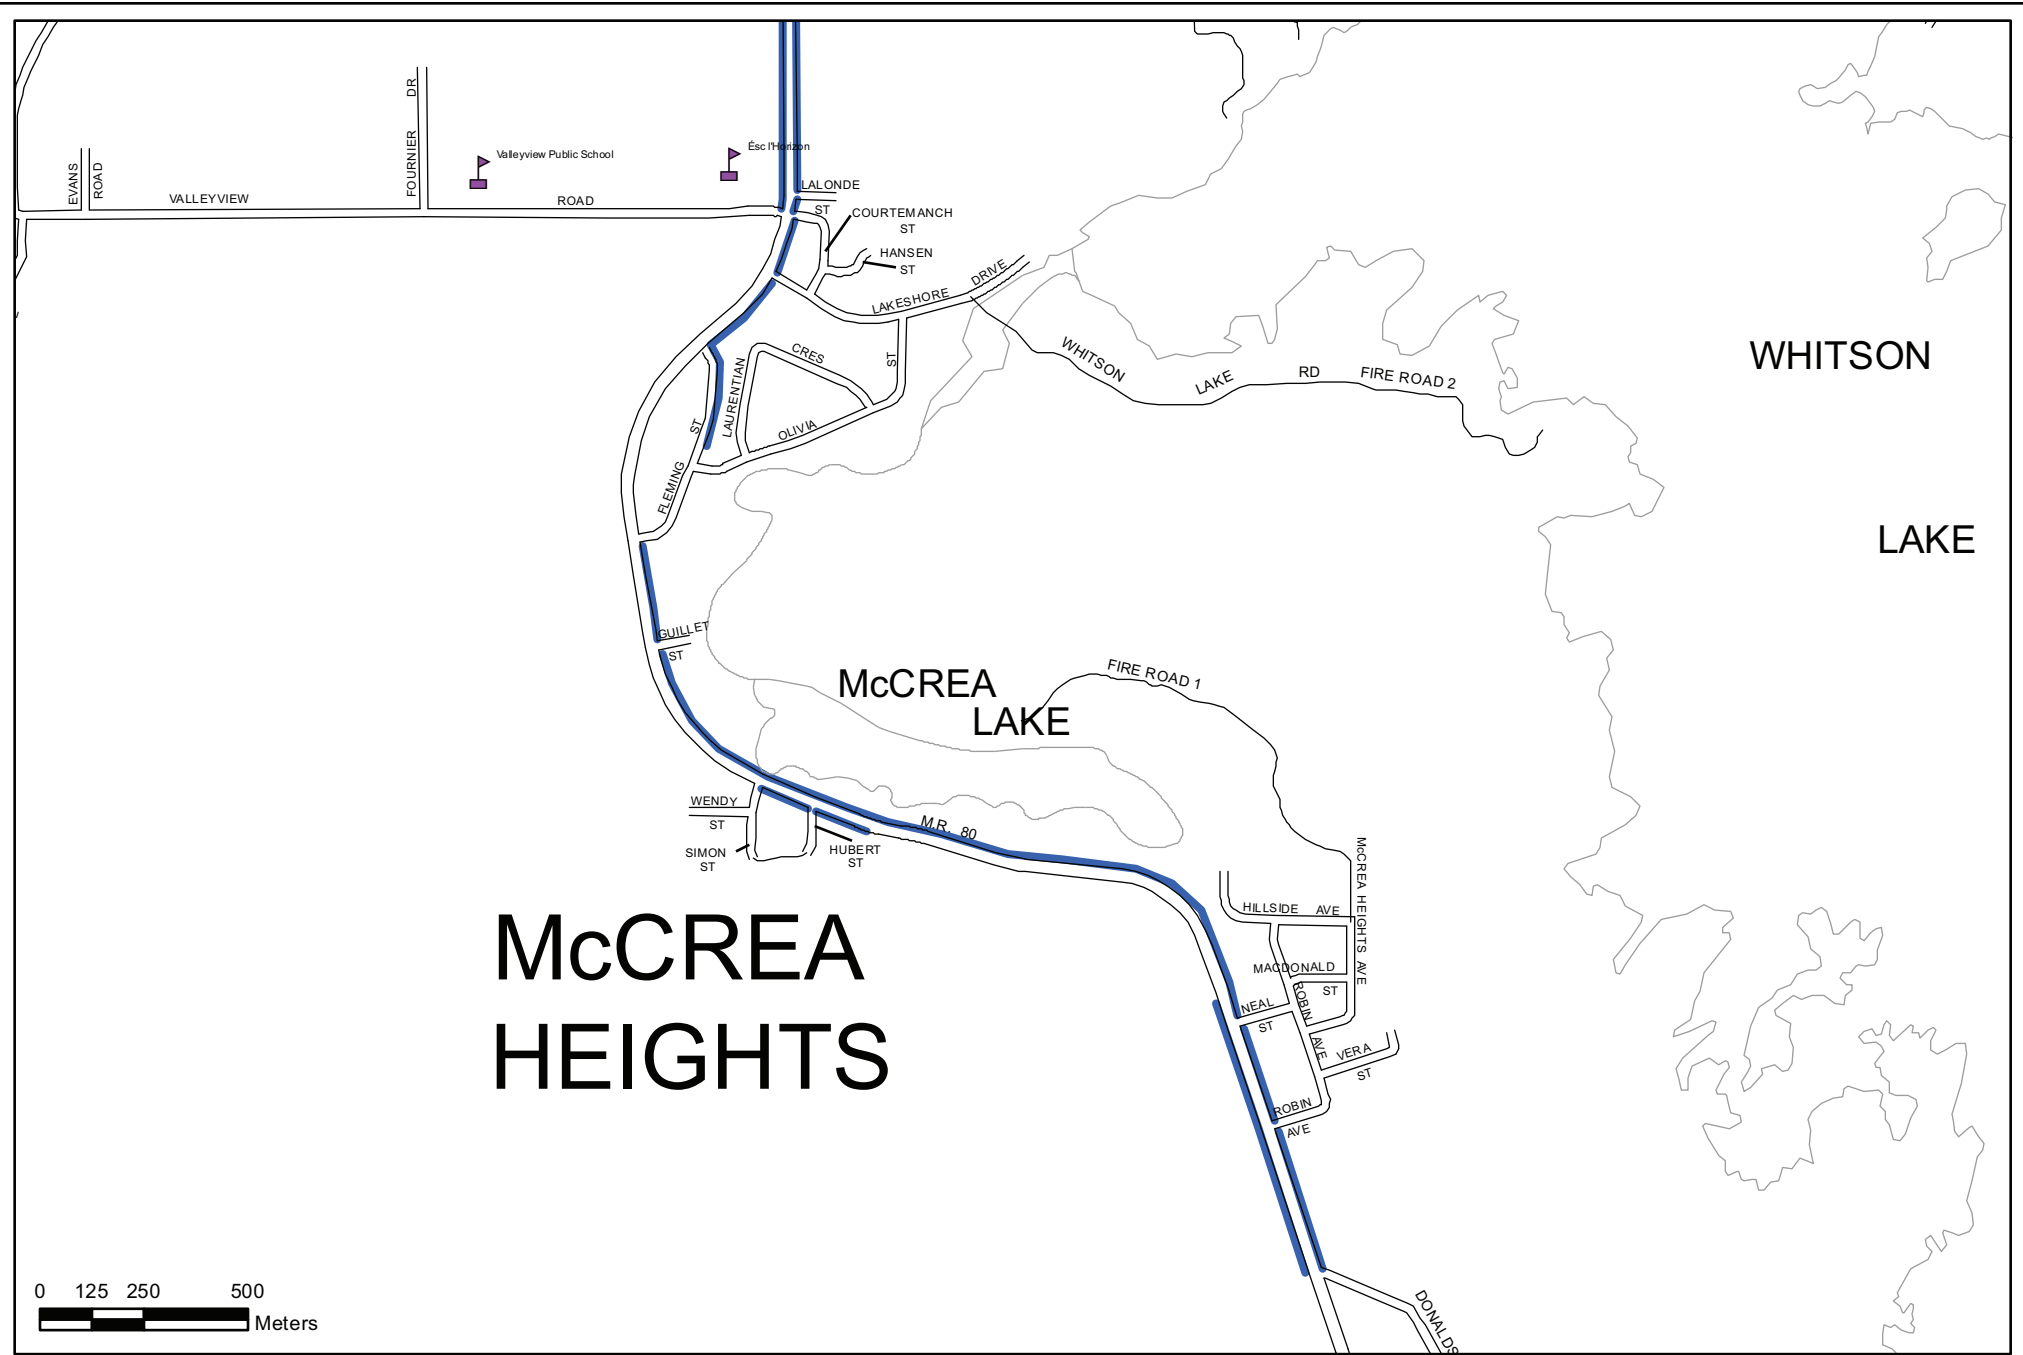 DR
FOURNIER
EVANS
ROAD
Valleyview Public School
Ésc l'Horizon
VALLEYVIEW
ROAD
LALONDE
ST
COURTEMANCH
ST
HANSEN
ST
LAKESHORE
DRIVE
CRES
LAURENTIAN
ST
OLIVIA
ST
FLEMING
WHITSON
LAKE
RD
FIRE ROAD 2
WHITSON
LAKE
GUILLET
ST
McCREA
LAKE
FIRE ROAD 1
WENDY
ST
SIMON
ST
HUBERT
ST
M.R. 80
McCREA HEIGHTS AVE
HILLSIDE AVE
MACDONALD
ST
ROBIN
AVE
NEAL
ST
VERA
ST
ROBIN
AVE
McCREA
HEIGHTS
DONALDS
0 125 250 500
Meters